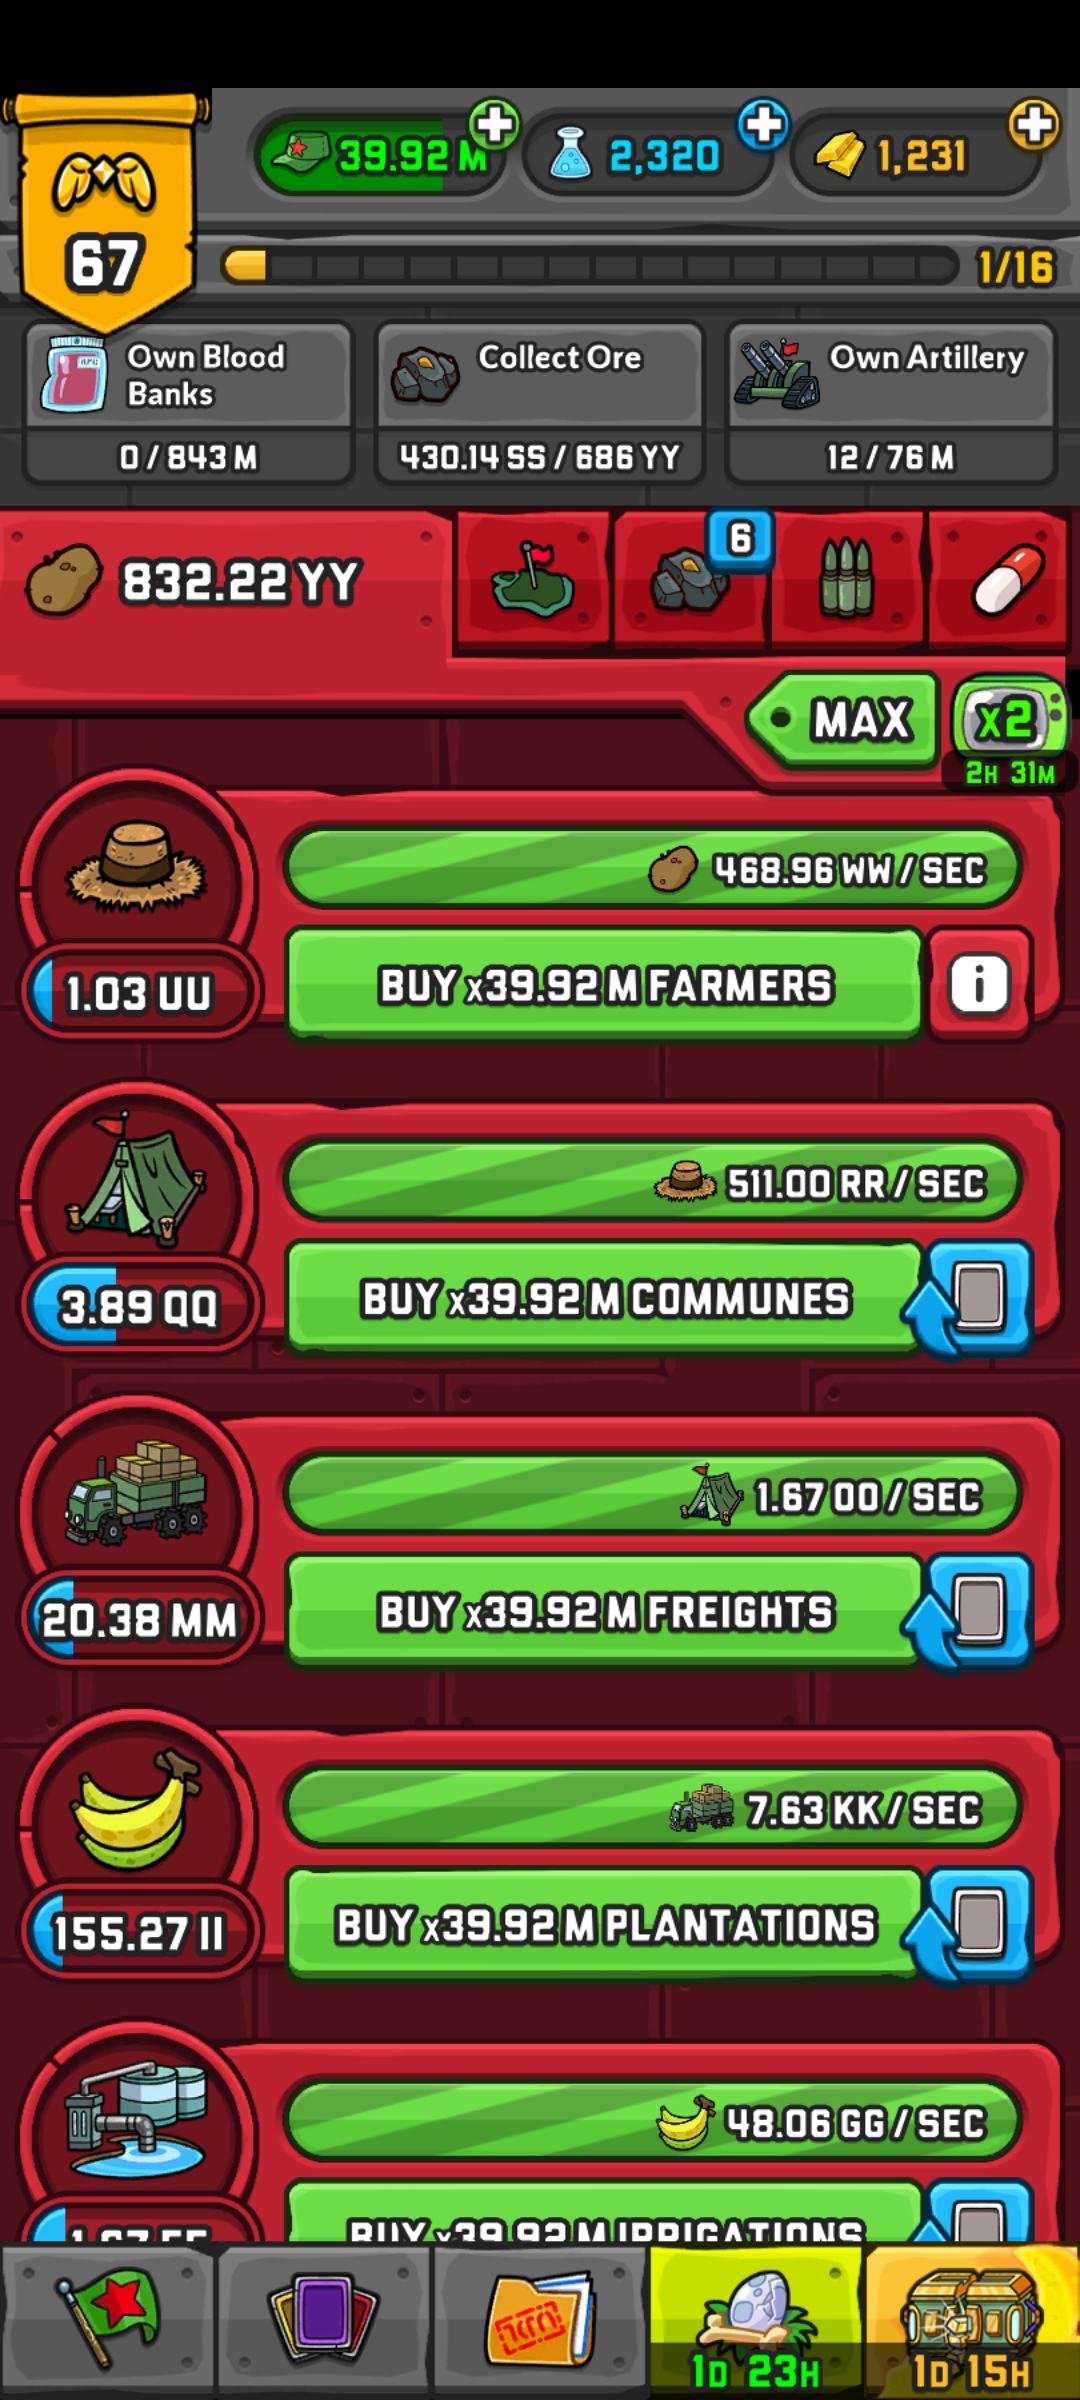 39.92 M
2,320
1,231
67
1/16
Own Blood
Banks
0 / 843 M
Collect Ore
430.14 SS / 686 YY
Own Artillery
12 / 76 M
832.22 YY
6
MAX
x2
2H 31M
468.96 WW / SEC
1.03 UU
BUY x39.92 M FARMERS
i
511.00 RR / SEC
3.89 QQ
BUY x39.92 M COMMUNES
1.67 OO / SEC
20.38 MM
BUY x39.92 M FREIGHTS
7.63 KK / SEC
155.27 II
BUY x39.92 M PLANTATIONS
48.06 GG / SEC
BUY x39.92 M IRRIGATIONS
1D 23H
1D 15H